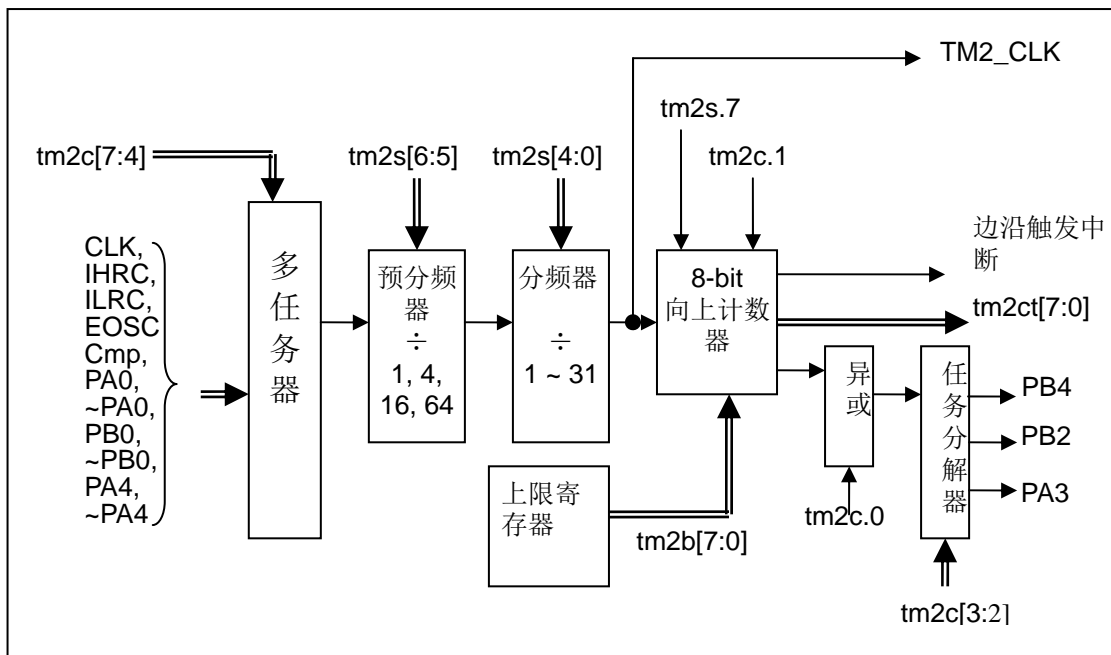 TM2_CLK
tm2s.7
tm2c[7:4]
tm2s[6:5]
tm2s[4:0]
tm2c.1
CLK,
IHRC,
ILRC,
EOSC
Cmp,
PA0,
~PA0,
PB0,
~PB0,
PA4,
~PA4
多
任
务
器
预分频
器
÷
1, 4,
16, 64
分频器
÷
1 ~ 31
8-bit
向上计数
器
边沿触发中
断
tm2ct[7:0]
异
或
任
务
分
解
器
PB4
PB2
PA3
上限寄
存器
tm2b[7:0]
tm2c.0
tm2c[3:2]